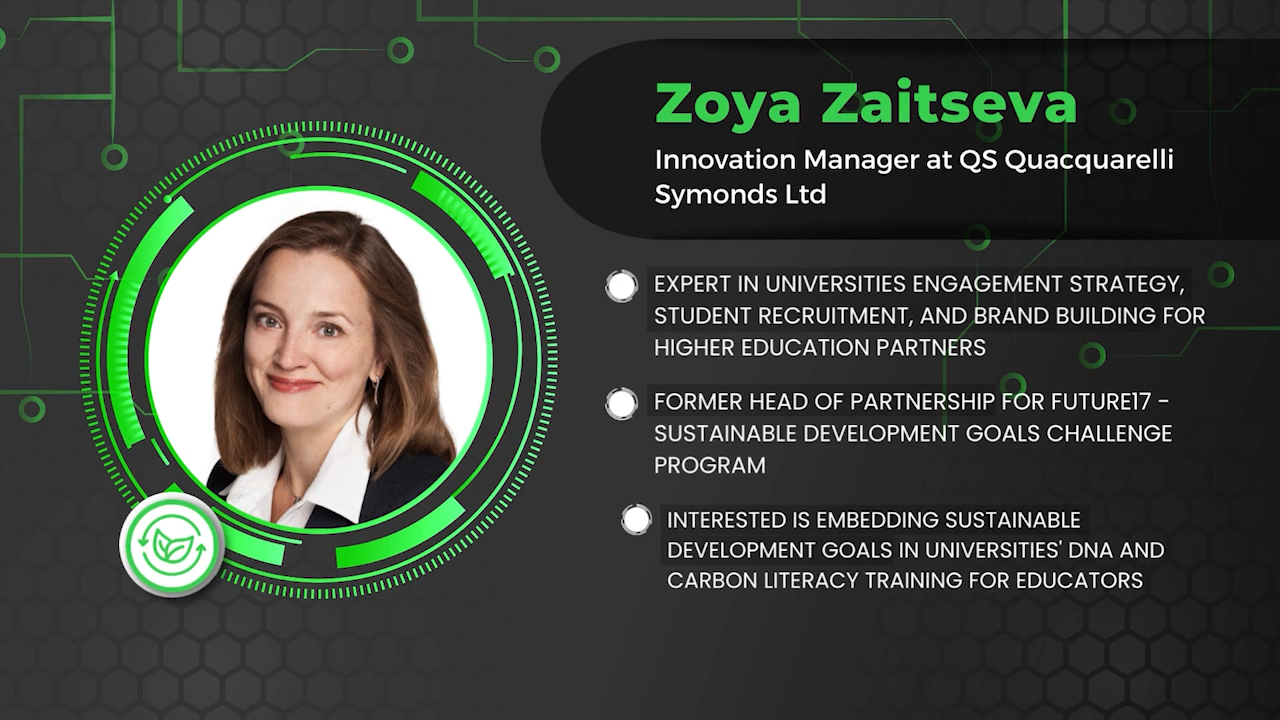 Zoya Zaitseva
Innovation Manager at QS Quacquarelli
Symonds Ltd
EXPERT IN UNIVERSITIES ENGAGEMENT STRATEGY,
STUDENT RECRUITMENT, AND BRAND BUILDING FOR
HIGHER EDUCATION PARTNERS
FORMER HEAD OF PARTNERSHIP FOR FUTURE17 -
SUSTAINABLE DEVELOPMENT GOALS CHALLENGE
PROGRAM
INTERESTED IS EMBEDDING SUSTAINABLE
DEVELOPMENT GOALS IN UNIVERSITIES' DNA AND
CARBON LITERACY TRAINING FOR EDUCATORS